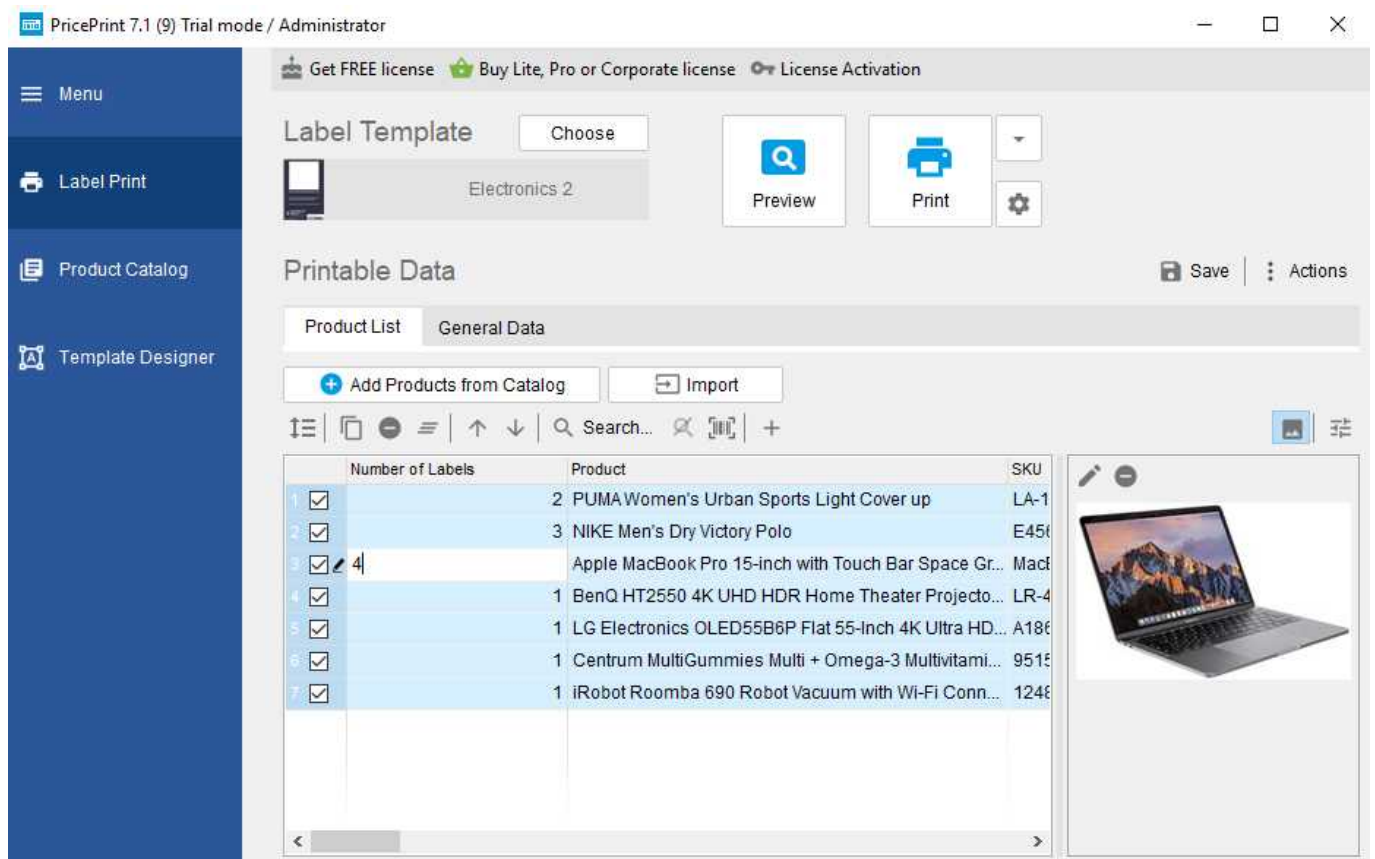 PricePrint 7.1 (9) Trial mode / Administrator
Get FREE license Buy Lite, Pro or Corporate license License Activation
Menu
Label Print
Product Catalog
Template Designer
Label Template Choose
Electronics 2
Preview
Print
Printable Data
Save Actions
Product List General Data
Add Products from Catalog Import
Search...
Number of Labels Product SKU
1 2 PUMA Women's Urban Sports Light Cover up LA-1
2 3 NIKE Men's Dry Victory Polo E456
3 4 Apple MacBook Pro 15-inch with Touch Bar Space Gr...
4 1 BenQ HT2550 4K UHD HDR Home Theater Projecto... LR-4
5 1 LG Electronics OLED55B6P Flat 55-Inch 4K Ultra HD... A186
6 1 Centrum MultiGummies Multi + Omega-3 Multivitami... 9515
7 1 iRobot Roomba 690 Robot Vacuum with Wi-Fi Conn... 1248